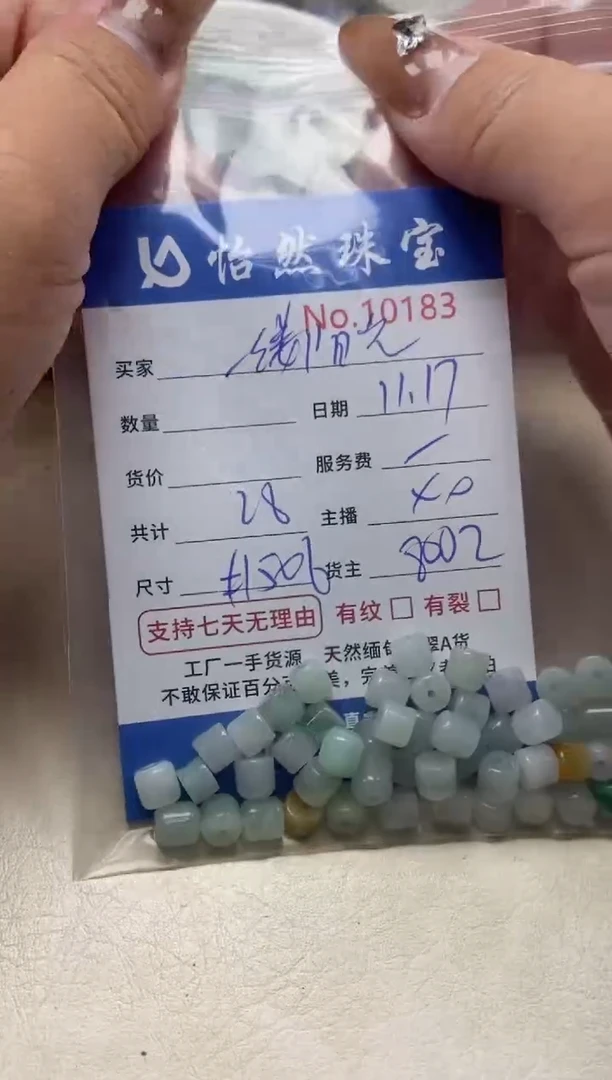 怡然珠宝
No.10183
买家
数量 日期 11.17
货价 服务费
共计 28 主播 XO
尺寸 货主 8002
支持七天无理由 有纹 有裂
工厂一手货源 天然缅 翠A货
不敢保证百分 美，完